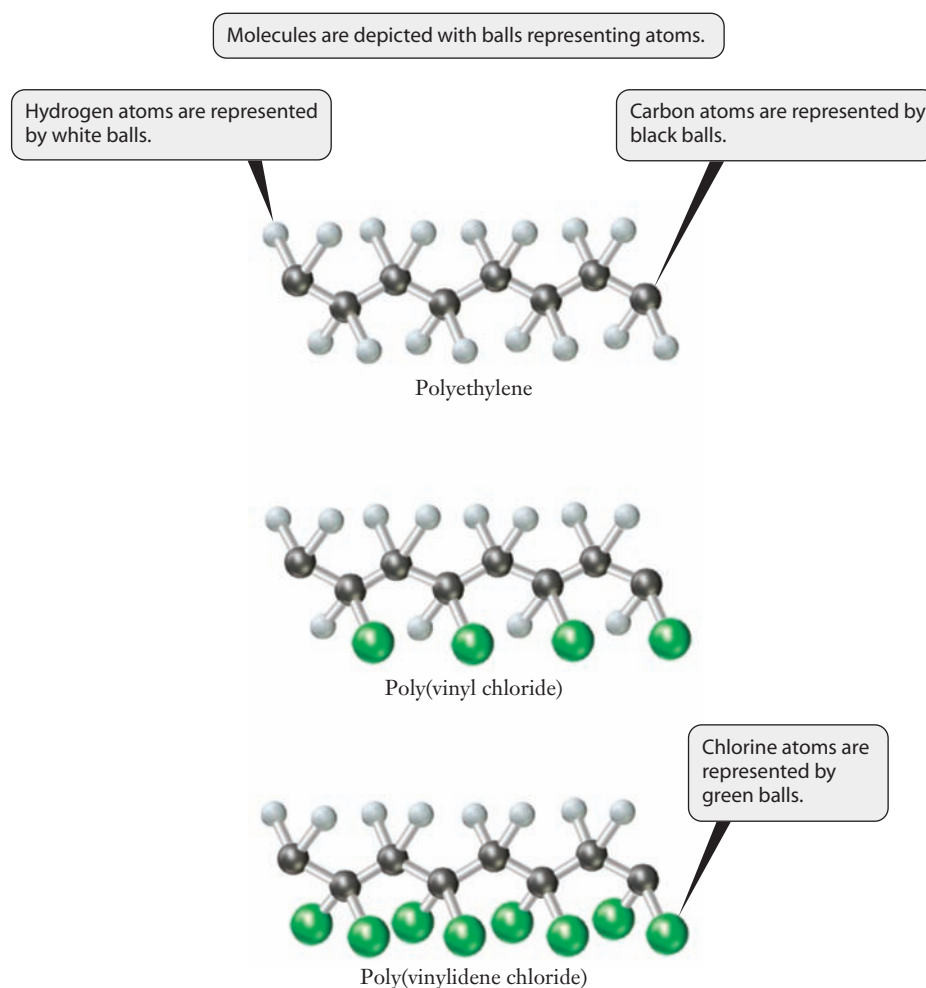 Molecules are depicted with balls representing atoms.
Hydrogen atoms are represented
by white balls.
Carbon atoms are represented by
black balls.
Polyethylene
Poly(vinyl chloride)
Chlorine atoms are
represented by
green balls.
Poly(vinylidene chloride)